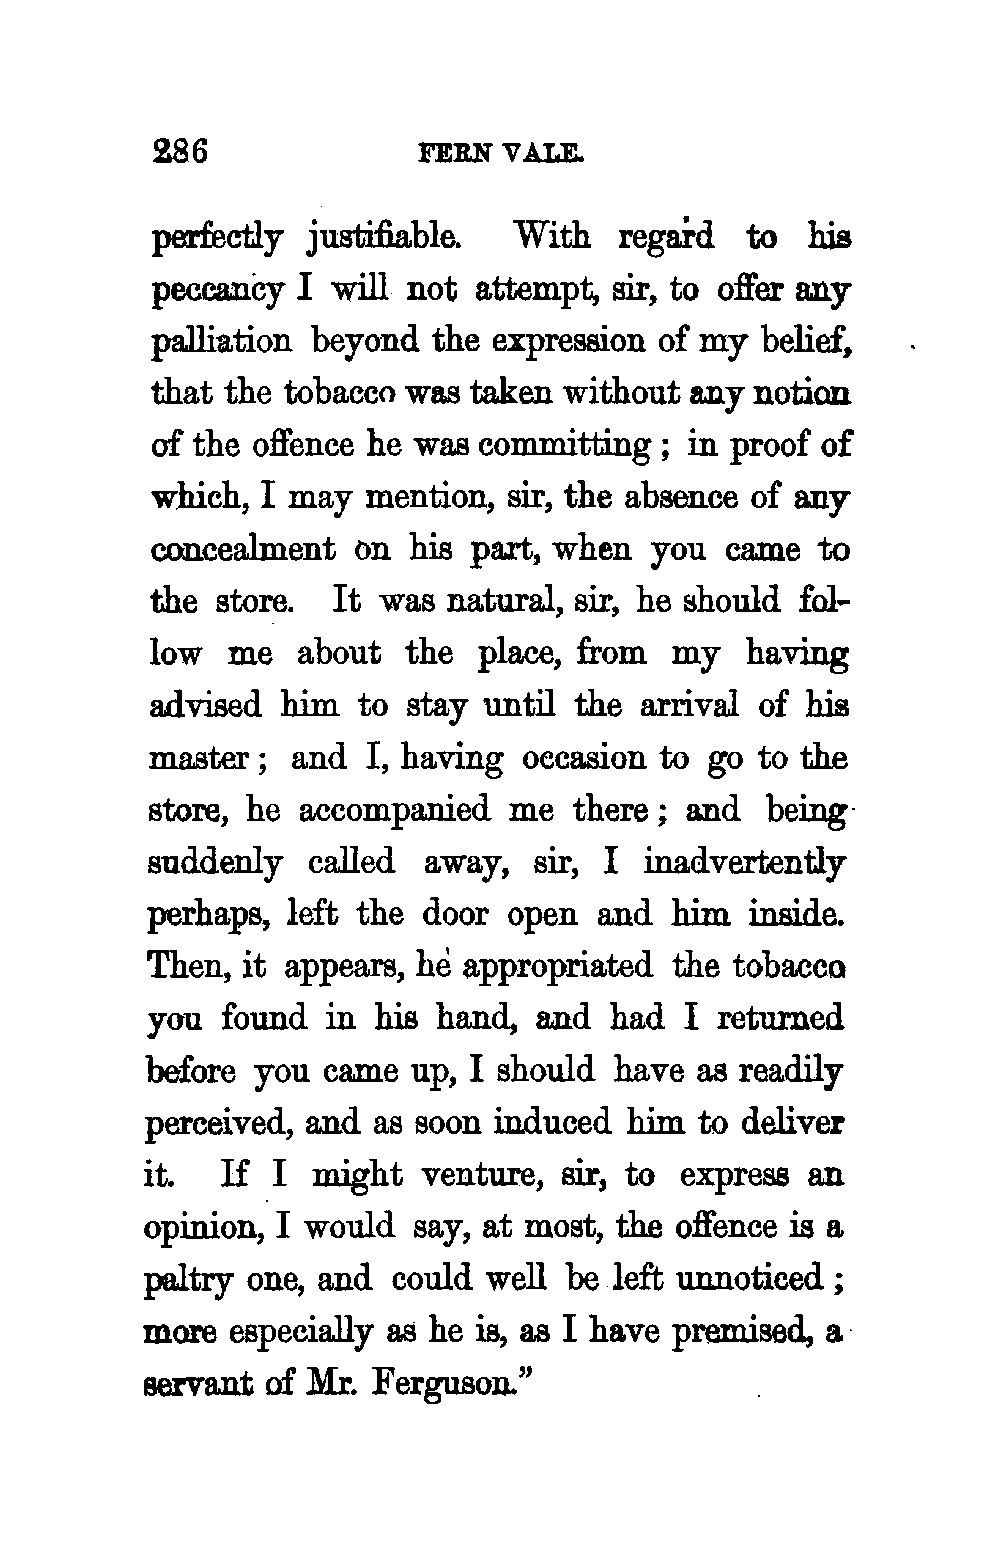 286 FERN VALE.
perfectly justifiable. With regard to his
peccancy I will not attempt, sir, to offer any
palliation beyond the expression of my belief,
that the tobacco was taken without any notion
of the offence he was committing ; in proof of
which, I may mention, sir, the absence of any
concealment on his part, when you came to
the store. It was natural, sir, he should fol-
low me about the place, from my having
advised him to stay until the arrival of his
master ; and I, having occasion to go to the
store, he accompanied me there ; and being
suddenly called away, sir, I inadvertently
perhaps, left the door open and him inside.
Then, it appears, he appropriated the tobacco
you found in his hand, and had I returned
before you came up, I should have as readily
perceived, and as soon induced him to deliver
it. If I might venture, sir, to express an
opinion, I would say, at most, the offence is a
paltry one, and could well be left unnoticed ;
more especially as he is, as I have premised, a
servant of Mr. Ferguson.”